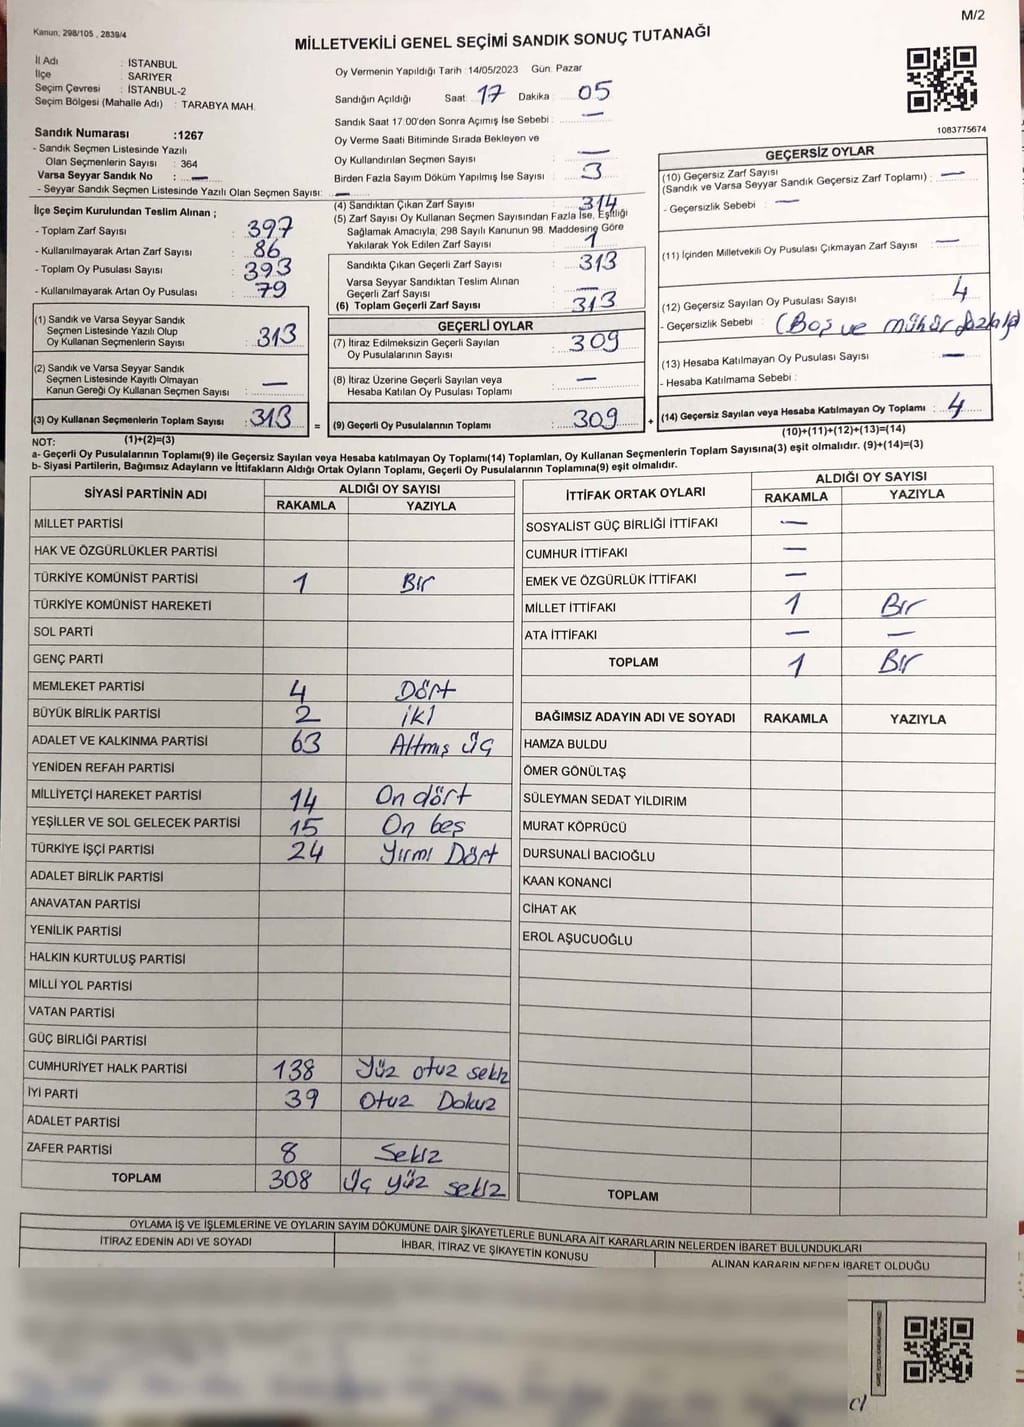 M/2
Kanun, 298/105 , 2839/4
MİLLETVEKİLİ GENEL SEÇİMİ SANDIK SONUÇ TUTANAĞI
İl Adı : İSTANBUL
İlçe : SARIYER
Seçim Çevresi : İSTANBUL-2
Seçim Bölgesi (Mahalle Adı) : TARABYA MAH.
Sandık Numarası :1267
- Sandık Seçmen Listesinde Yazılı
Olan Seçmenlerin Sayısı : 364
Varsa Seyyar Sandık No : —
- Seyyar Sandık Seçmen Listesinde Yazılı Olan Seçmen Sayısı: —
Oy Vermenin Yapıldığı Tarih :14/05/2023 Gün: Pazar
Sandığın Açıldığı Saat 17 Dakika : 05
Sandık Saat 17:00'den Sonra Açımış İse Sebebi : —
Oy Verme Saati Bitiminde Sırada Bekleyen ve
Oy Kullandırılan Seçmen Sayısı : —
Birden Fazla Sayım Döküm Yapılmış İse Sayısı : 3
1083775674
İlçe Seçim Kurulundan Teslim Alınan ;
- Toplam Zarf Sayısı : 397
- Kullanılmayarak Artan Zarf Sayısı : 86
- Toplam Oy Pusulası Sayısı : 393
- Kullanılmayarak Artan Oy Pusulası : 79
(1) Sandık ve Varsa Seyyar Sandık
Seçmen Listesinde Yazılı Olup
Oy Kullanan Seçmenlerin Sayısı : 313
(2) Sandık ve Varsa Seyyar Sandık
Seçmen Listesinde Kayıtlı Olmayan
Kanun Gereği Oy Kullanan Seçmen Sayısı : —
(3) Oy Kullanan Seçmenlerin Toplam Sayısı : 313
(4) Sandıktan Çıkan Zarf Sayısı : 314
(5) Zarf Sayısı Oy Kullanan Seçmen Sayısından Fazla İse, Eşitliği
Sağlamak Amacıyla, 298 Sayılı Kanunun 98. Maddesine Göre
Yakılarak Yok Edilen Zarf Sayısı : 1
Sandıkta Çıkan Geçerli Zarf Sayısı : 313
Varsa Seyyar Sandıktan Teslim Alınan
Geçerli Zarf Sayısı : —
(6) Toplam Geçerli Zarf Sayısı : 313
GEÇERLİ OYLAR
(7) İtiraz Edilmeksizin Geçerli Sayılan
Oy Pusulalarının Sayısı : 309
(8) İtiraz Üzerine Geçerli Sayılan veya
Hesaba Katılan Oy Pusulası Toplamı : —
= (9) Geçerli Oy Pusulalarının Toplamı : 309 +
GEÇERSİZ OYLAR
(10) Geçersiz Zarf Sayısı
(Sandık ve Varsa Seyyar Sandık Geçersiz Zarf Toplamı) : —
- Geçersizlik Sebebi : —
(11) İçinden Milletvekili Oy Pusulası Çıkmayan Zarf Sayısı : —
(12) Geçersiz Sayılan Oy Pusulası Sayısı : 4
- Geçersizlik Sebebi : (Boş ve mühür fazlalığı
(13) Hesaba Katılmayan Oy Pusulası Sayısı : —
- Hesaba Katılmama Sebebi :
(14) Geçersiz Sayılan veya Hesaba Katılmayan Oy Toplamı : 4
(10)+(11)+(12)+(13)=(14)
NOT: (1)+(2)=(3)
a- Geçerli Oy Pusulalarının Toplamı(9) ile Geçersiz Sayılan veya Hesaba katılmayan Oy Toplamı(14) Toplamları, Oy Kullanan Seçmenlerin Toplam Sayısına(3) eşit olmalıdır. (9)+(14)=(3)
b- Siyasi Partilerin, Bağımsız Adayların ve İttifakların Aldığı Ortak Oyların Toplamı, Geçerli Oy Pusulalarının Toplamına(9) eşit olmalıdır.
SİYASİ PARTİNİN ADI ALDIĞI OY SAYISI
RAKAMLA YAZIYLA
MİLLET PARTİSİ
HAK VE ÖZGÜRLÜKLER PARTİSİ
TÜRKİYE KOMÜNİST PARTİSİ 1 Bir
TÜRKİYE KOMÜNİST HAREKETİ
SOL PARTİ
GENÇ PARTİ
MEMLEKET PARTİSİ 4 Dört
BÜYÜK BİRLİK PARTİSİ 2 iki
ADALET VE KALKINMA PARTİSİ 63 Altmış üç
YENİDEN REFAH PARTİSİ
MİLLİYETÇİ HAREKET PARTİSİ 14 On dört
YEŞİLLER VE SOL GELECEK PARTİSİ 15 On beş
TÜRKİYE İŞÇİ PARTİSİ 24 Yirmi Dört
ADALET BİRLİK PARTİSİ
ANAVATAN PARTİSİ
YENİLİK PARTİSİ
HALKIN KURTULUŞ PARTİSİ
MİLLİ YOL PARTİSİ
VATAN PARTİSİ
GÜÇ BİRLİĞİ PARTİSİ
CUMHURİYET HALK PARTİSİ 138 Yüz otuz sekiz
İYİ PARTİ 39 Otuz Dokuz
ADALET PARTİSİ
ZAFER PARTİSİ 8 Sekiz
TOPLAM 308 Üç yüz sekiz
İTTİFAK ORTAK OYLARI ALDIĞI OY SAYISI
RAKAMLA YAZIYLA
SOSYALİST GÜÇ BİRLİĞİ İTTİFAKI —
CUMHUR İTTİFAKI —
EMEK VE ÖZGÜRLÜK İTTİFAKI —
MİLLET İTTİFAKI 1 Bir
ATA İTTİFAKI — —
TOPLAM 1 Bir
BAĞIMSIZ ADAYIN ADI VE SOYADI RAKAMLA YAZIYLA
HAMZA BULDU
ÖMER GÖNÜLTAŞ
SÜLEYMAN SEDAT YILDIRIM
MURAT KÖPRÜCÜ
DURSUNALİ BACIOĞLU
KAAN KONANCİ
CİHAT AK
EROL AŞUCUOĞLU
TOPLAM
OYLAMA İŞ VE İŞLEMLERİNE VE OYLARIN SAYIM DÖKÜMÜNE DAİR ŞİKAYETLERLE BUNLARA AİT KARARLARIN NELERDEN İBARET BULUNDUKLARI
İTİRAZ EDENİN ADI VE SOYADI İHBAR, İTİRAZ VE ŞİKAYETİN KONUSU ALINAN KARARIN NEDEN İBARET OLDUĞU